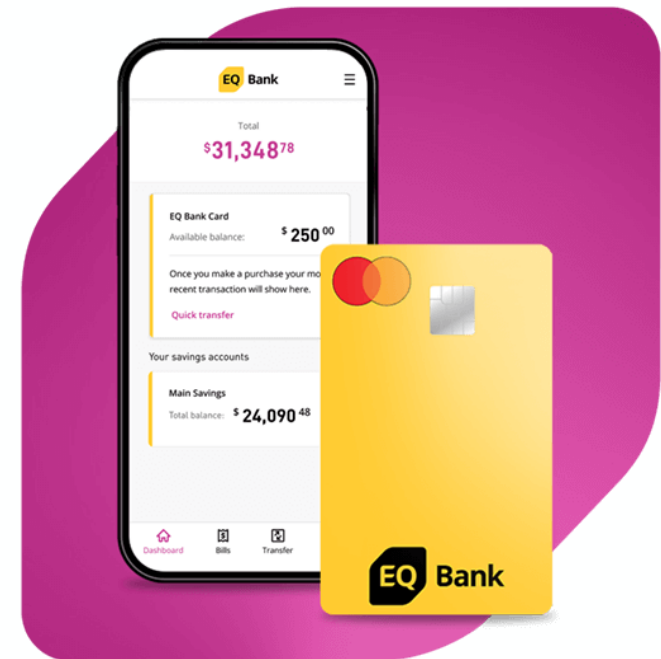 EQ Bank
Total
$31,348.78
EQ Bank Card
Available balance: $ 250 00
Once you make a purchase your mo
recent transaction will show here.
Quick transfer
Your savings accounts
Main Savings
Total balance: $ 24,090 48
Dashboard Bills Transfer
EQ Bank